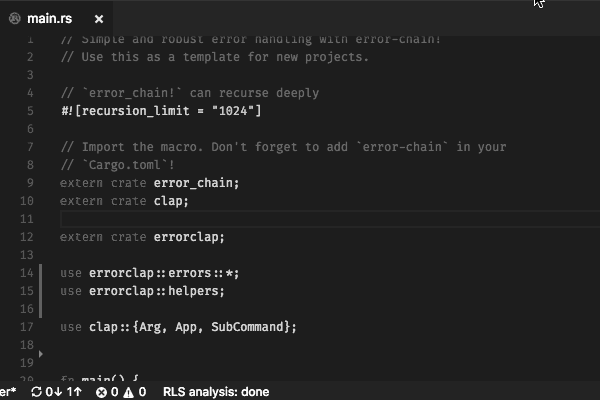 main.rs
1 // Simple and robust error handling with error-chain!
2 // Use this as a template for new projects.
3
4 // `error_chain!` can recurse deeply
5 #![recursion_limit = "1024"]
6
7 // Import the macro. Don't forget to add `error-chain` in your
8 // `Cargo.toml`!
9 extern crate error_chain;
10 extern crate clap;
11
12 extern crate errorclap;
13
14 use errorclap::errors::*;
15 use errorclap::helpers;
16
17 use clap::{Arg, App, SubCommand};
18
19
20 fn main() {
er* 0↓ 1↑ 0 0 RLS analysis: done